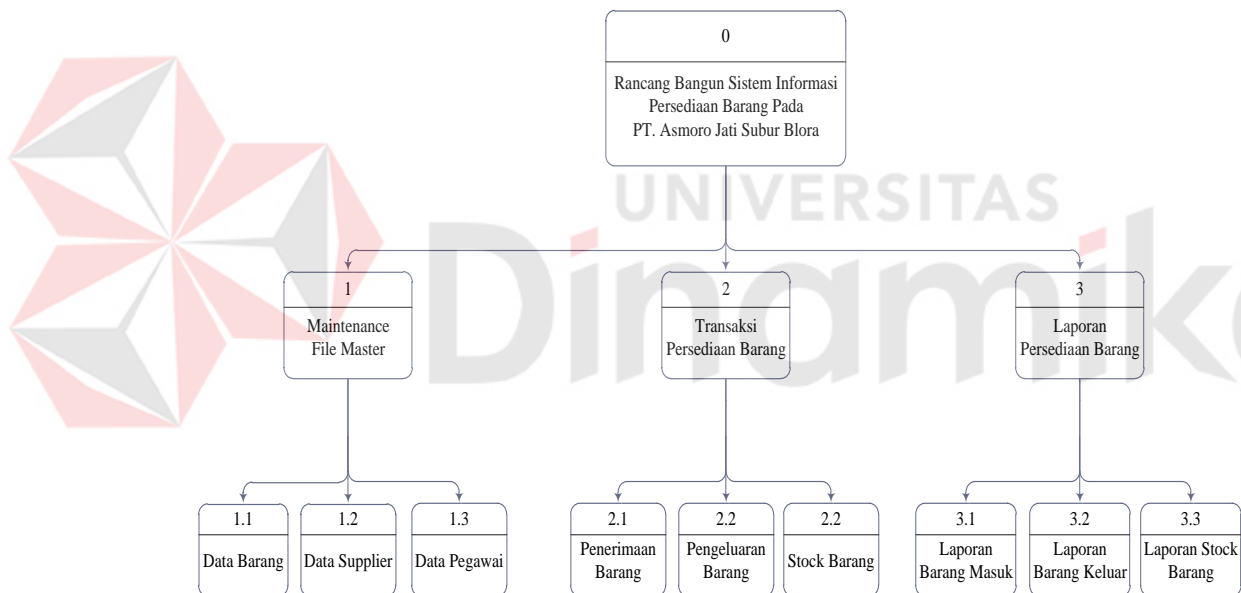 0
Rancang Bangun Sistem Informasi
Persediaan Barang Pada
PT. Asmoro Jati Subur Blora
UNIVERSITAS
Dinamika
1
Maintenance
File Master
2
Transaksi
Persediaan Barang
3
Laporan
Persediaan Barang
1.1
Data Barang
1.2
Data Supplier
1.3
Data Pegawai
2.1
Penerimaan
Barang
2.2
Pengeluaran
Barang
2.2
Stock Barang
3.1
Laporan
Barang Masuk
3.2
Laporan
Barang Keluar
3.3
Laporan Stock
Barang